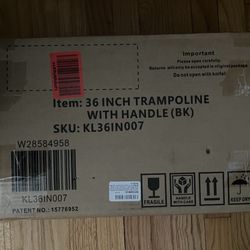 Important
Please open carefully.
Returns will only be accepted in original package
Do not open with knife!
Item: 36 INCH TRAMPOLINE
WITH HANDLE (BK)
SKU: KL36IN007
W28584958
KL36IN007
PATENT NO.: 15776952
FRAGILE
HANDLE
WITH CARE